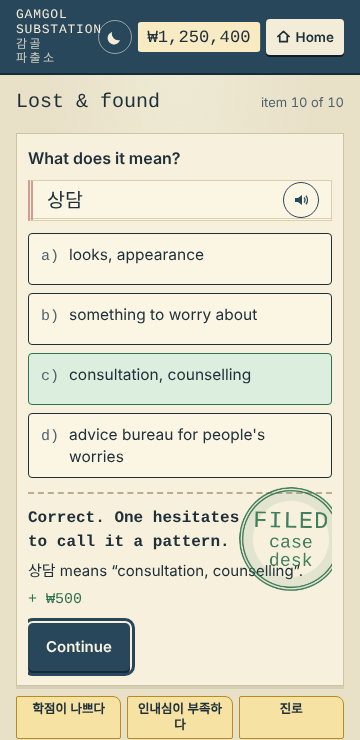 GAMGOL
SUBSTATION
감골
파출소
₩1,250,400
Home
Lost & found
item 10 of 10
What does it mean?
상담
a) looks, appearance
b) something to worry about
c) consultation, counselling
d) advice bureau for people's
worries
Correct. One hesitates
to call it a pattern.
FILED
case
desk
상담 means “consultation, counselling”.
+ ₩500
Continue
학점이 나쁘다
인내심이 부족하
다
진로